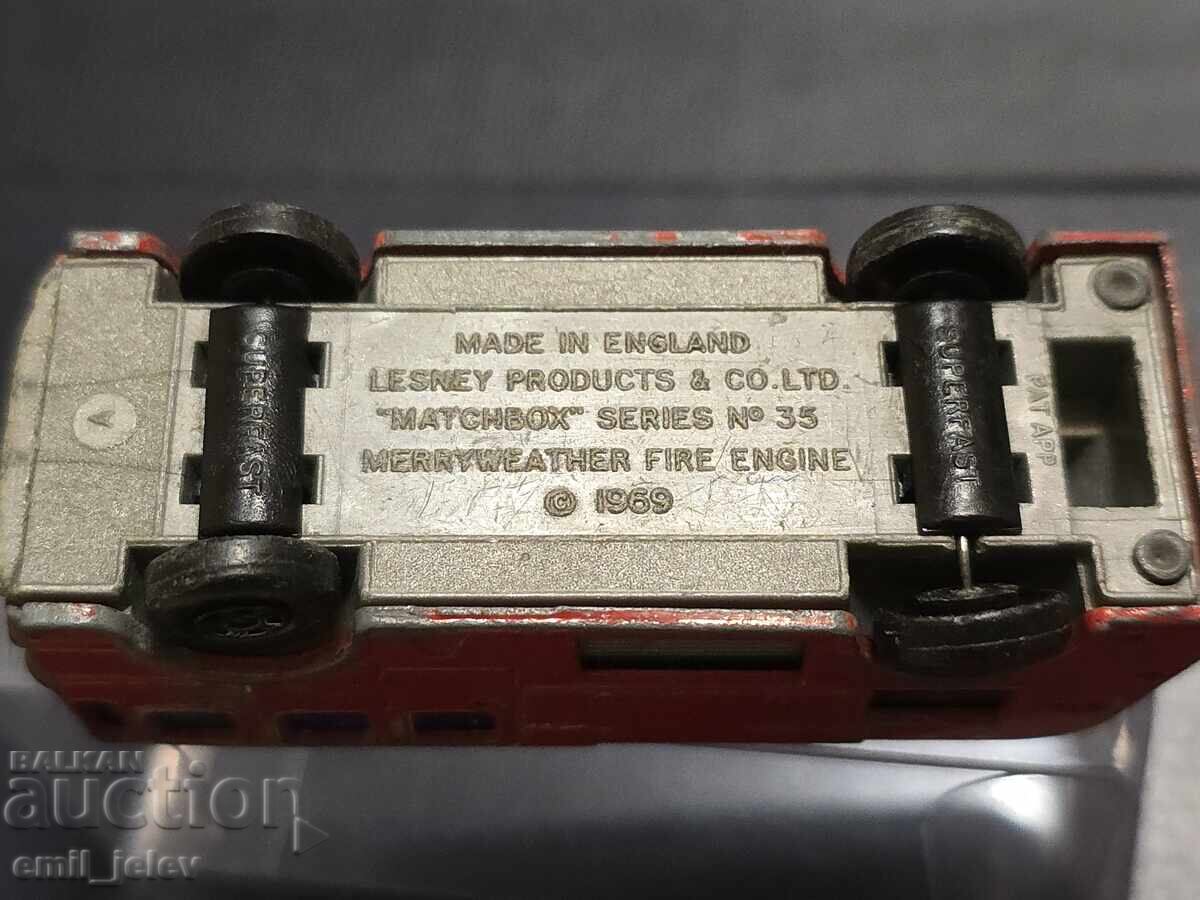 MADE IN ENGLAND
LESNEY PRODUCTS & CO. LTD.
"MATCHBOX" SERIES Nº 35
MERRYWEATHER FIRE ENGINE
© 1969
A
SUPERFAST
SUPERFAST
PAT APP
BALKAN
auction
emil_jelev